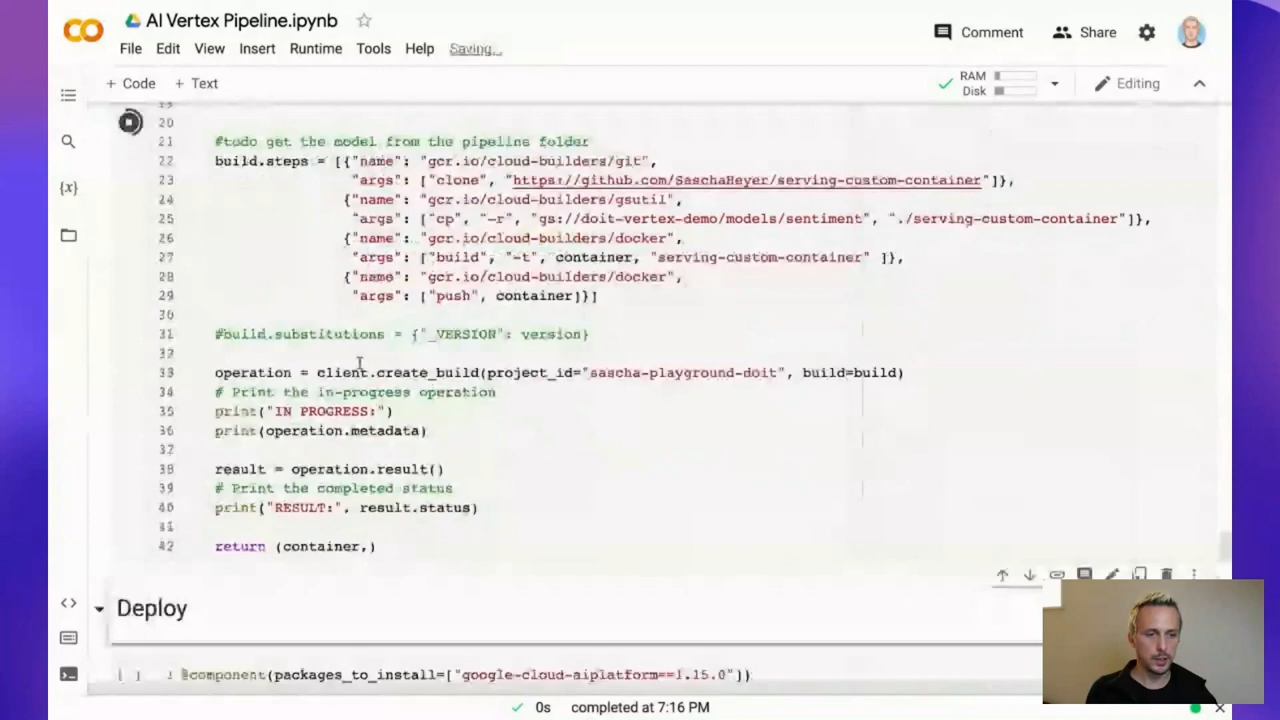 AI Vertex Pipeline.ipynb
File Edit View Insert Runtime Tools Help Saving...
Comment Share
+ Code + Text
RAM
Disk
Editing
19
20
21 #todo get the model from the pipeline folder
22 build.steps = [{"name": "gcr.io/cloud-builders/git",
23 "args": ["clone", "https://github.com/SaschaHeyer/serving-custom-container"]},
24 {"name": "gcr.io/cloud-builders/gsutil",
25 "args": ["cp", "-r", "gs://doit-vertex-demo/models/sentiment", "./serving-custom-container"]},
26 {"name": "gcr.io/cloud-builders/docker",
27 "args": ["build", "-t", container, "serving-custom-container" ]},
28 {"name": "gcr.io/cloud-builders/docker",
29 "args": ["push", container]}]
30
31 #build.substitutions = {"_VERSION": version}
32
33 operation = client.create_build(project_id="sascha-playground-doit", build=build)
34 # Print the in-progress operation
35 print("IN PROGRESS:")
36 print(operation.metadata)
37
38 result = operation.result()
39 # Print the completed status
40 print("RESULT:", result.status)
41
42 return (container,)
Deploy
[ ] 1 @component(packages_to_install=["google-cloud-aiplatform==1.15.0"])
0s completed at 7:16 PM